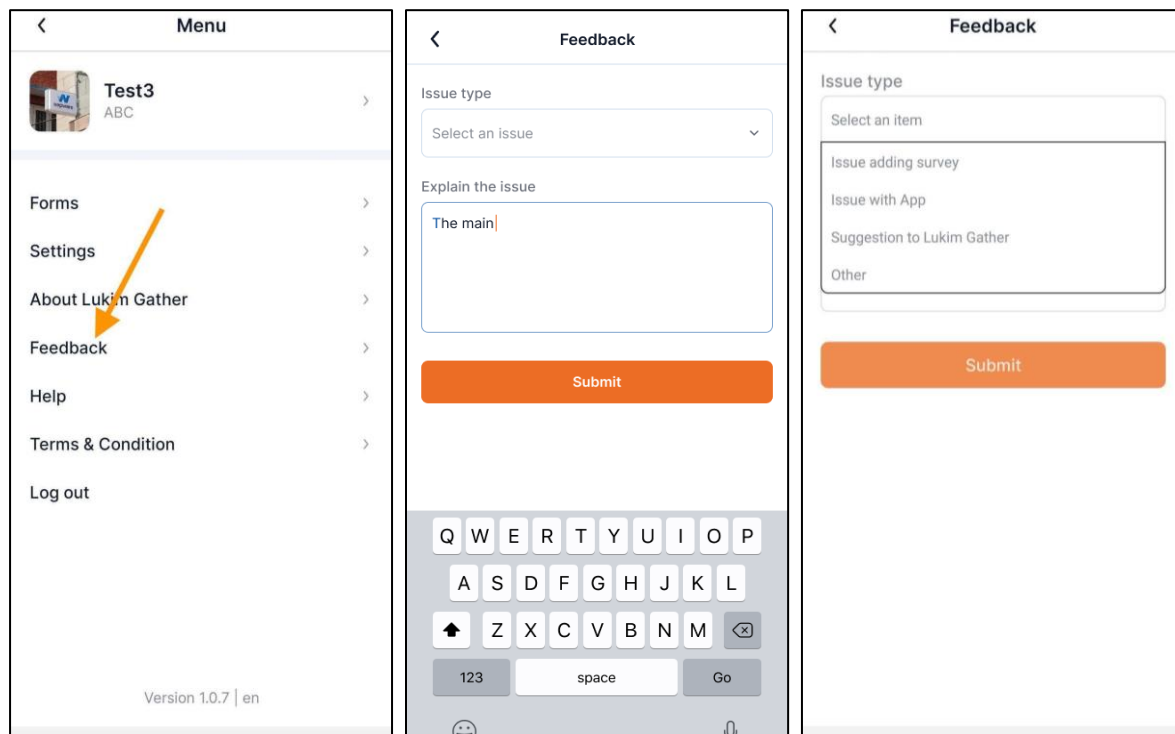 Menu
Test3
ABC
Forms
Settings
About Lukim Gather
Feedback
Help
Terms & Condition
Log out
Version 1.0.7 | en
Feedback
Issue type
Select an issue
Explain the issue
The main
Submit
Q W E R T Y U I O P
A S D F G H J K L
Z X C V B N M
123 space Go
Feedback
Issue type
Select an item
Issue adding survey
Issue with App
Suggestion to Lukim Gather
Other
Submit